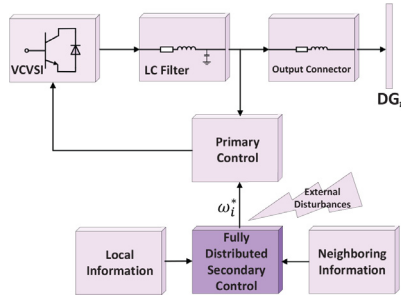 VCVSI
LC Filter
Output Connector
DGᵢ
Primary
Control
ωᵢ*
External
Disturbances
Local
Information
Fully
Distributed
Secondary
Control
Neighboring
Information